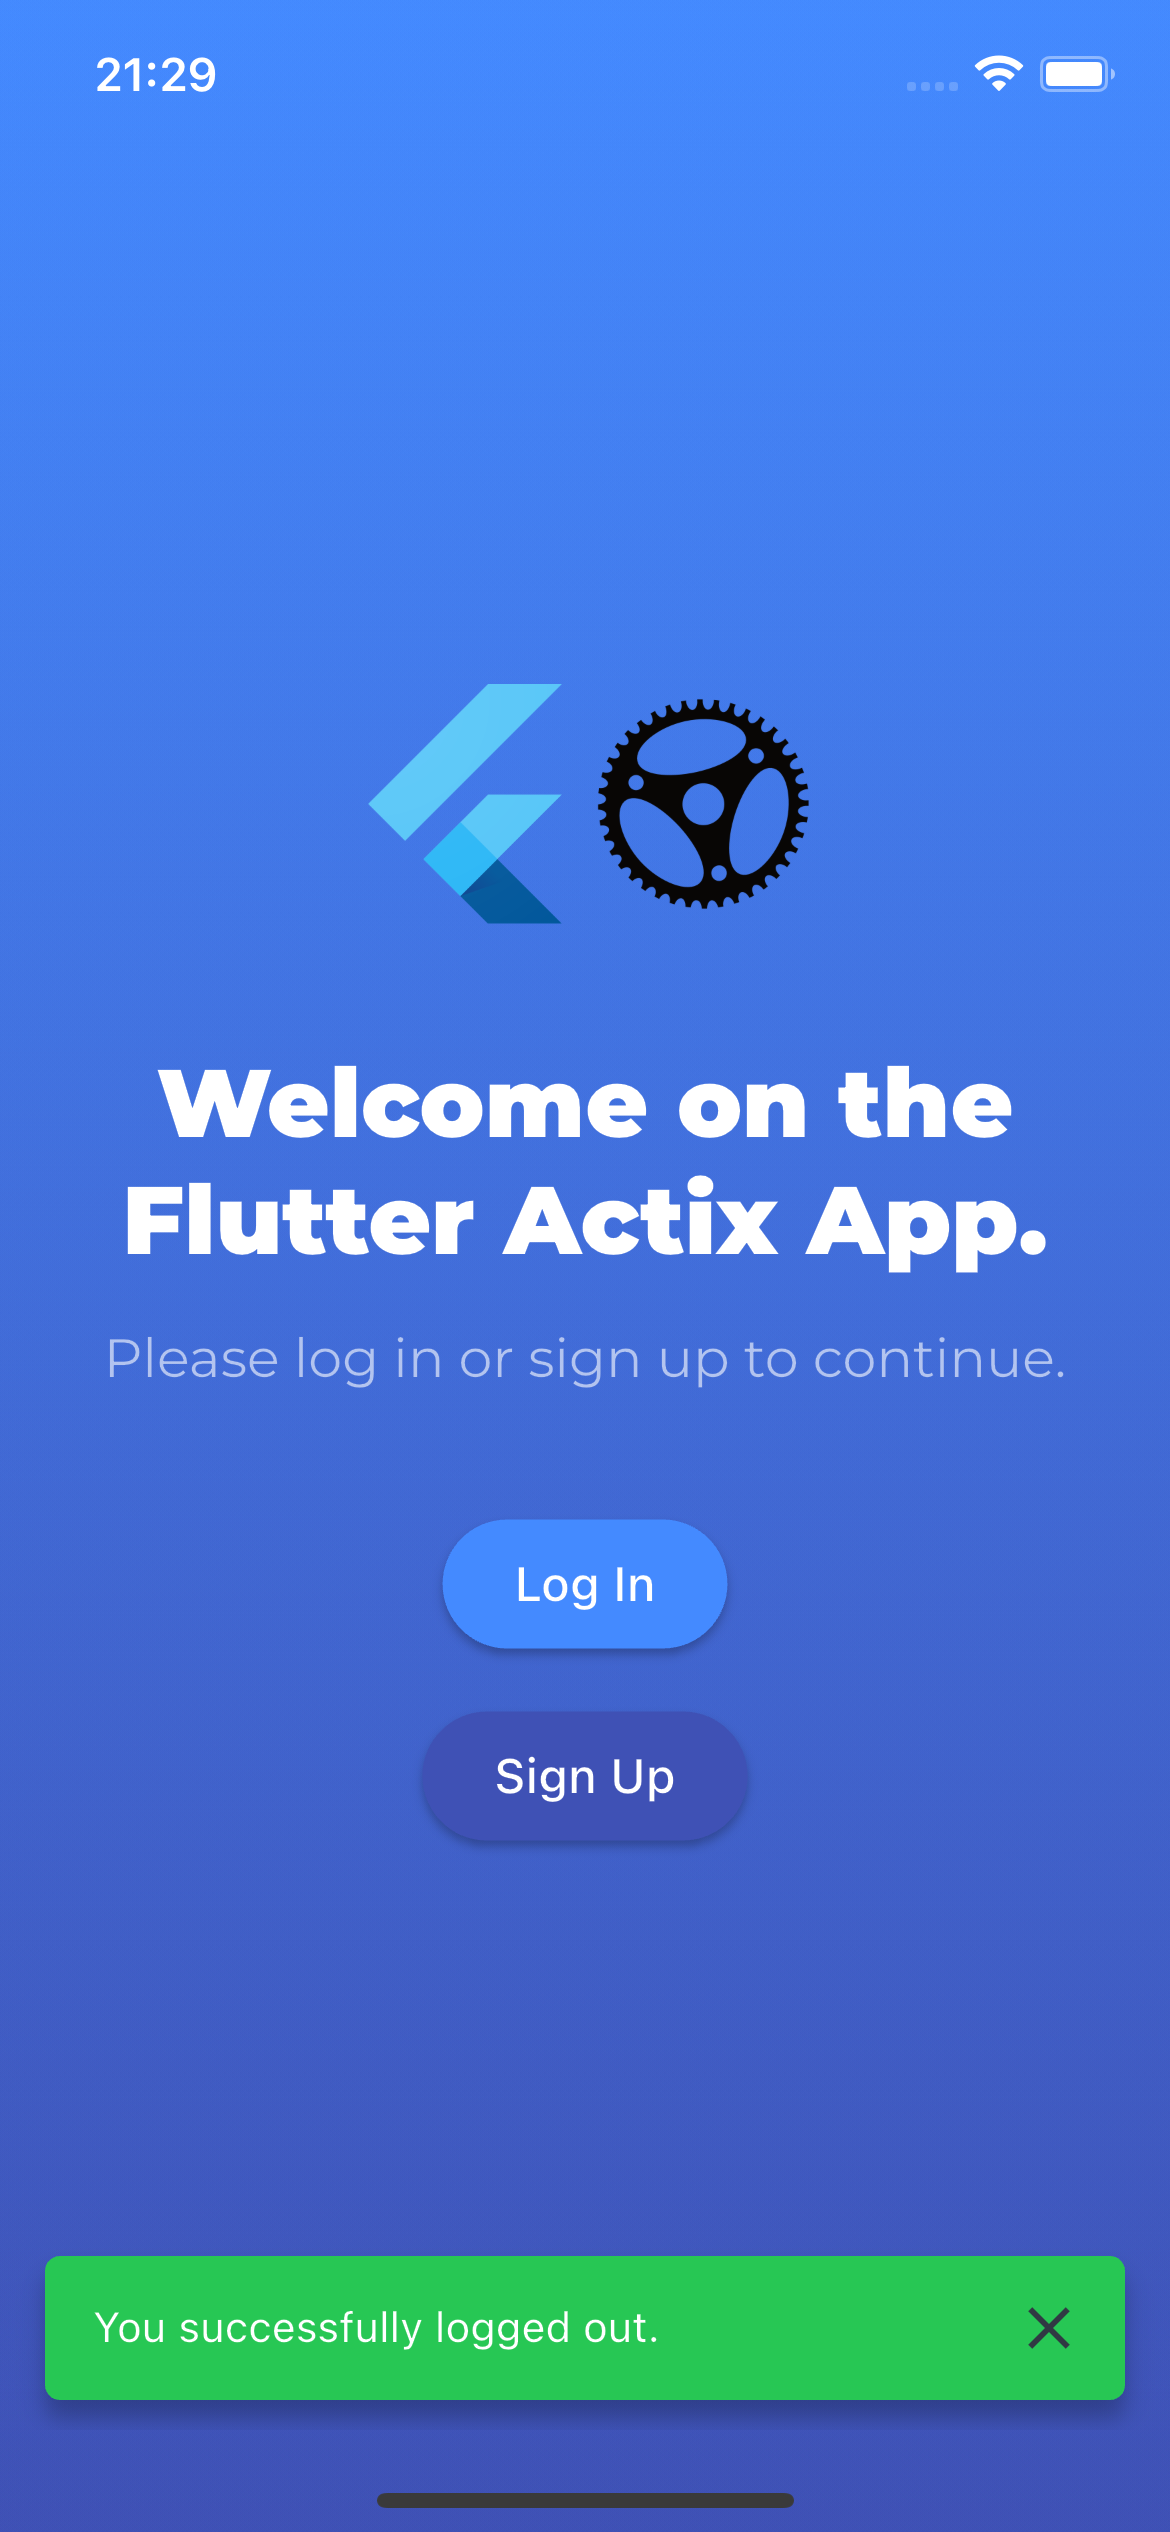 21:29
Welcome on the
Flutter Actix App.
Please log in or sign up to continue.
Log In
Sign Up
You successfully logged out.